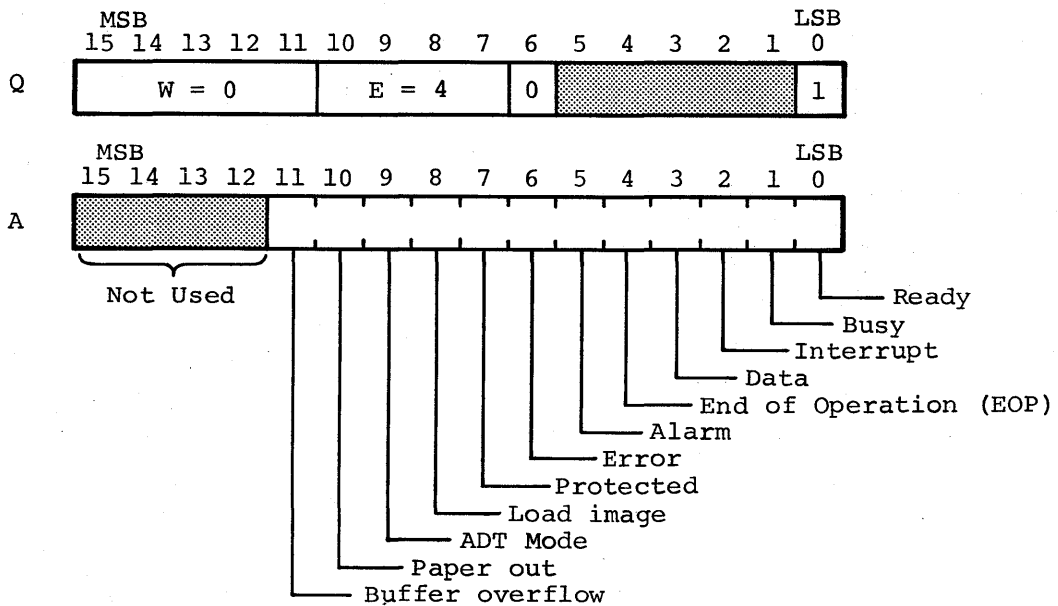 MSB LSB
15 14 13 12 11 10 9 8 7 6 5 4 3 2 1 0
Q W = 0 E = 4 0 1
MSB LSB
15 14 13 12 11 10 9 8 7 6 5 4 3 2 1 0
A
Not Used
Ready
Busy
Interrupt
Data
End of Operation (EOP)
Alarm
Error
Protected
Load image
ADT Mode
Paper out
Buffer overflow